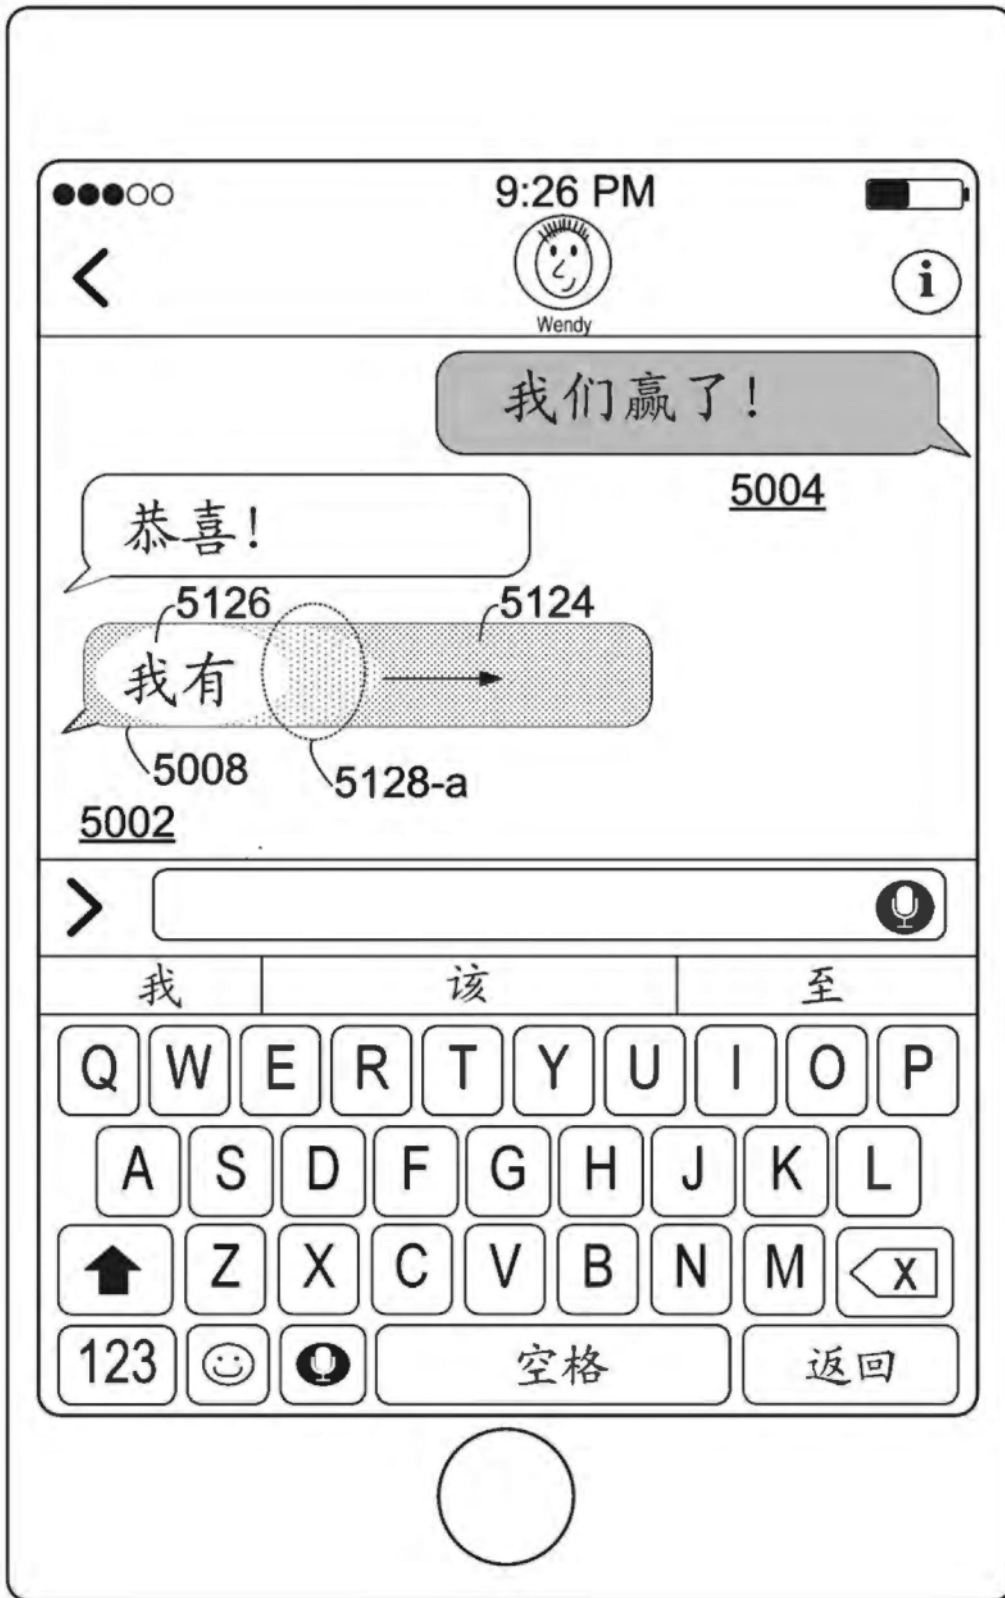 9:26 PM
i
Wendy
我们赢了!
5004
恭喜!
5126
5124
我有
5008
5128-a
5002
我 该 至
Q W E R T Y U I O P
A S D F G H J K L
Z X C V B N M X
123 空格 返回